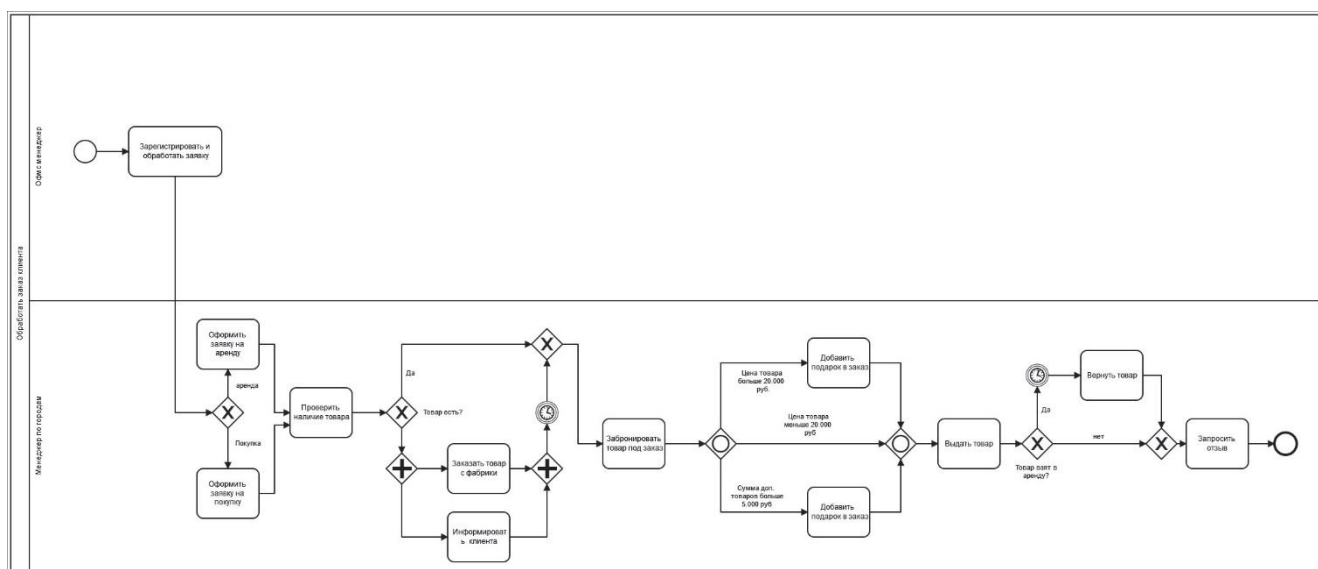 Обработать заказ клиента
Офис менеджер
Зарегистрировать и
обработать заявку
Менеджер по городам
Оформить
заявку на
аренду
аренда
Покупка
Оформить
заявку на
покупку
Проверить
наличие товара
Да
Товар есть?
Заказать товар
с фабрики
Информироват
ь клиента
Забронировать
товар под заказ
Цена товара
больше 20.000
руб.
Добавить
подарок в заказ
Цена товара
меньше 20.000
руб
Сумма доп.
товаров больше
5.000 руб
Добавить
подарок в заказ
Выдать товар
Товар взят в
аренду?
Да
нет
Вернуть товар
Запросить
отзыв